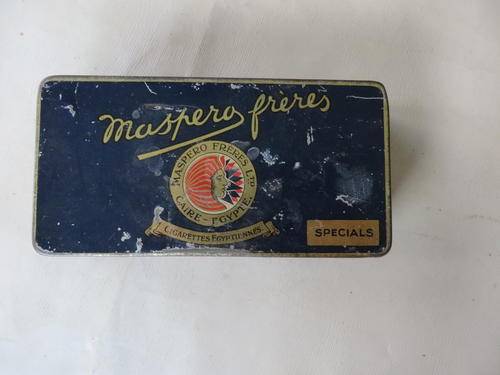 Maspero frères
MASPERO FRÈRES LTD
CAIRE - EGYPTE
CIGARETTES EGYPTIENNES
SPECIALS